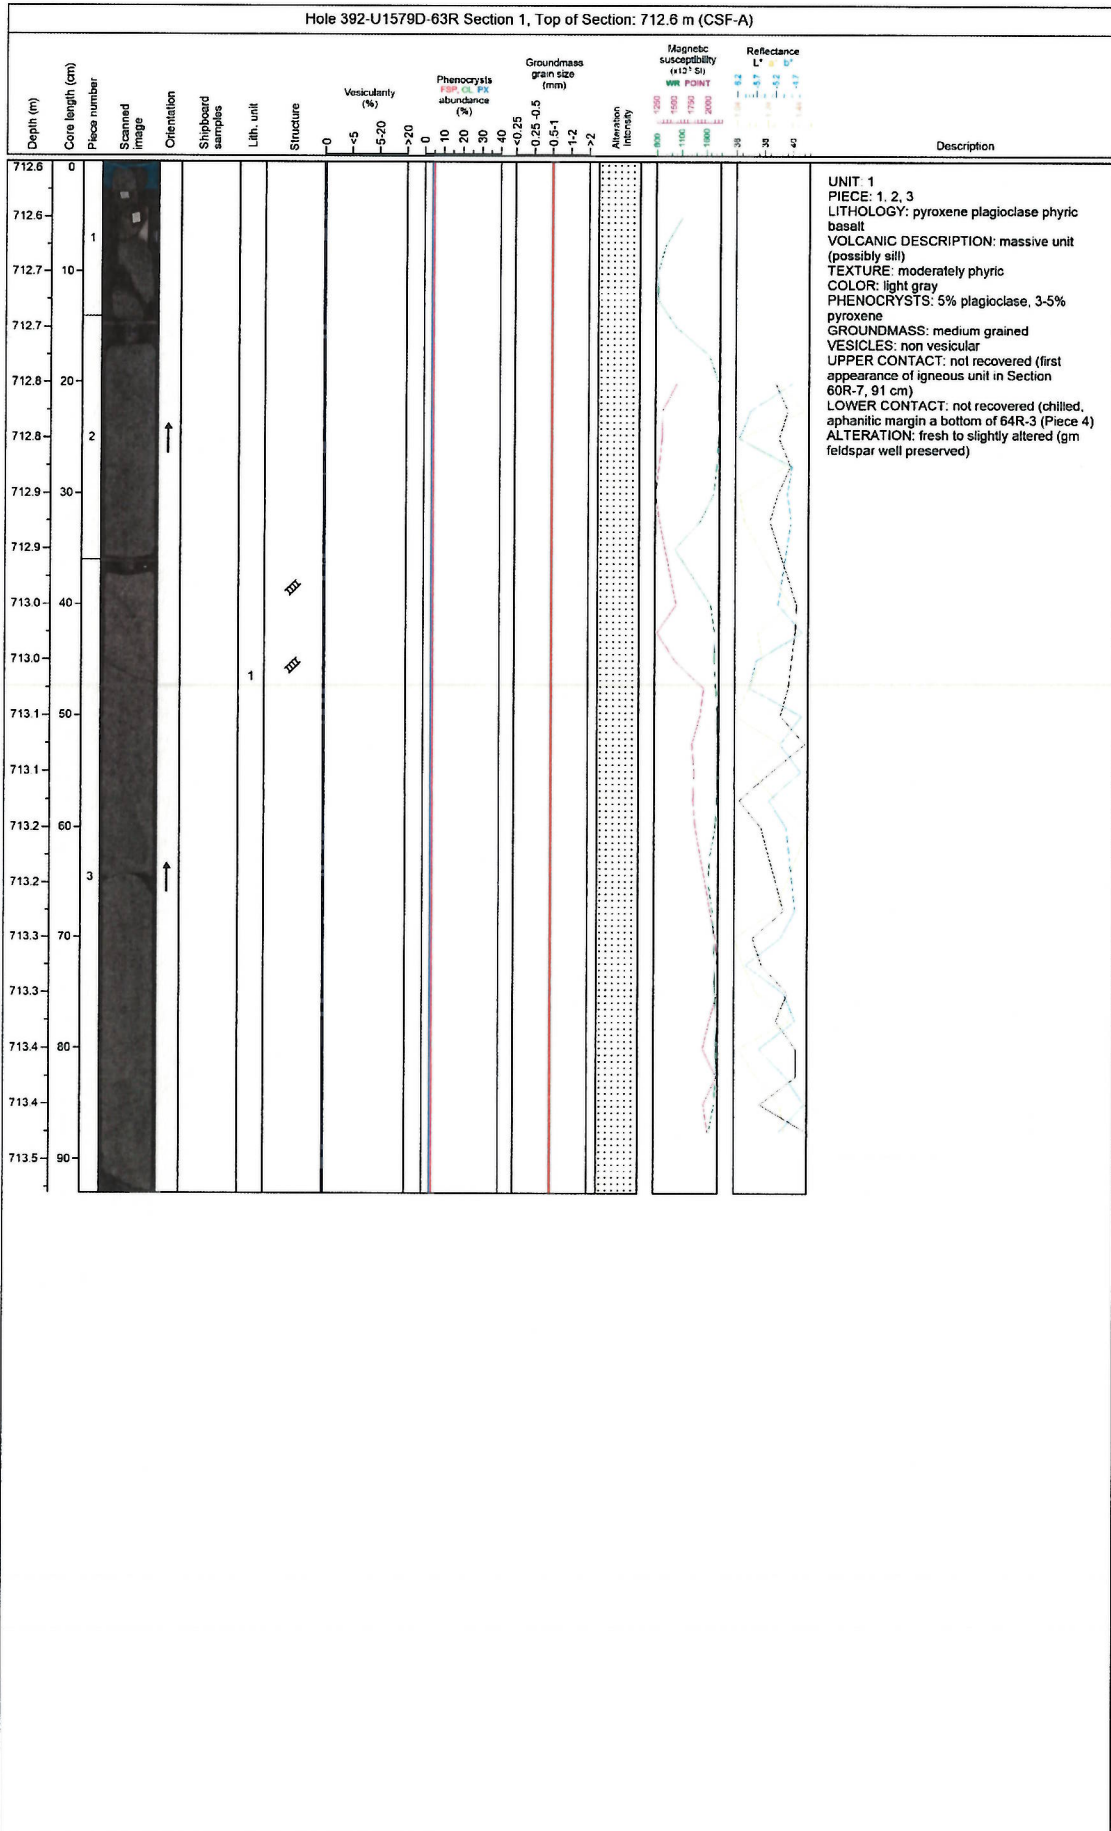 Hole 392-U1579D-63R Section 1, Top of Section: 712.6 m (CSF-A)
Depth (m)
Core length (cm)
Piece number
Scanned image
Orientation
Shipboard samples
Lith. unit
Structure
Vesicularity (%)
0 <5 5-20 >20
Phenocrysts
FSP, OL, PX
abundance
(%)
0 10 20 30 40
Groundmass
grain size
(mm)
<0.25 0.25 -0.5 0.5-1 1-2 >2
Alteration Intensity
Magnetic
susceptibility
WR POINT
1250 1500 1750 2000
600 1100 1600
Reflectance
L* a* b*
Description
712.6 0
712.6
712.7 10
712.7
712.8 20
712.8
712.9 30
712.9
713.0 40
713.0
713.1 50
713.1
713.2 60
713.2
713.3 70
713.3
713.4 80
713.4
713.5 90
1
2
3
1
UNIT: 1
PIECE: 1, 2, 3
LITHOLOGY: pyroxene plagioclase phyric
basalt
VOLCANIC DESCRIPTION: massive unit
(possibly sill)
TEXTURE: moderately phyric
COLOR: light gray
PHENOCRYSTS: 5% plagioclase, 3-5%
pyroxene
GROUNDMASS: medium grained
VESICLES: non vesicular
UPPER CONTACT: not recovered (first
appearance of igneous unit in Section
60R-7, 91 cm)
LOWER CONTACT: not recovered (chilled,
aphanitic margin a bottom of 64R-3 (Piece 4)
ALTERATION: fresh to slightly altered (gm
feldspar well preserved)